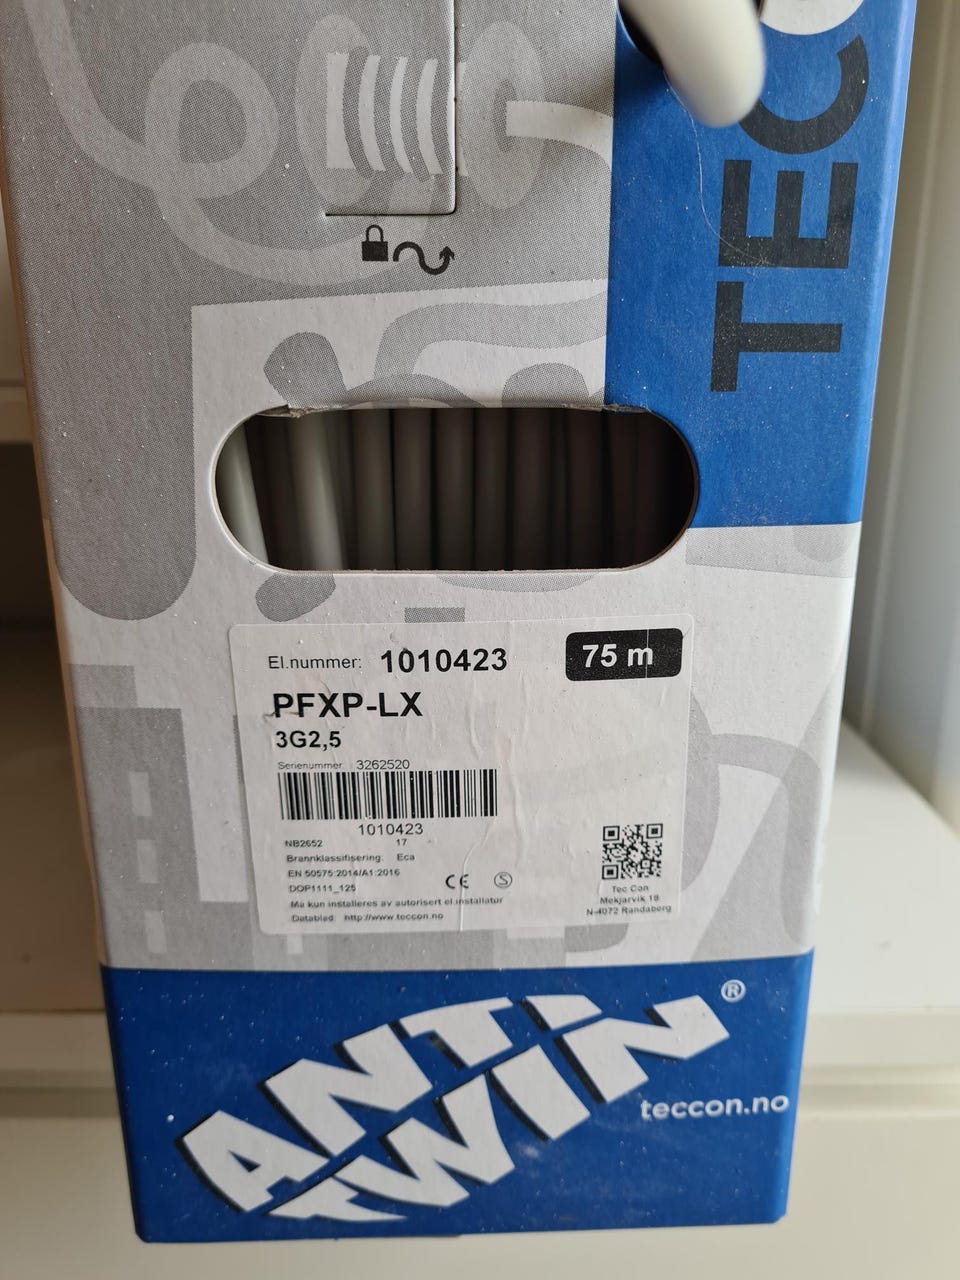 TEC
El.nummer: 1010423
75 m
PFXP-LX
3G2,5
Serienummer: 3262520
1010423
NB2652 17
Brannklassifisering: Eca
EN 50575:2014/A1:2016
DOP1111_125
CE S
Må kun installeres av autorisert el.installatør
Datablad: http://www.teccon.no
Tec Con
Mekjarvik 18
N-4072 Randaberg
ANTI
TWIN ®
teccon.no